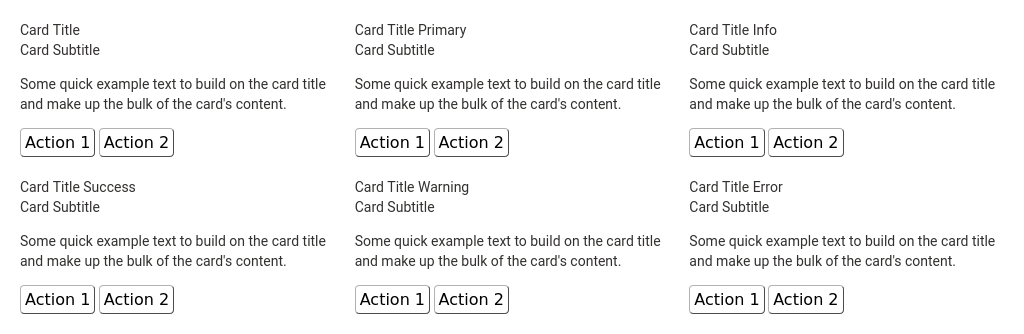 Card Title
Card Subtitle
Some quick example text to build on the card title
and make up the bulk of the card's content.
Action 1 Action 2
Card Title Primary
Card Subtitle
Some quick example text to build on the card title
and make up the bulk of the card's content.
Action 1 Action 2
Card Title Info
Card Subtitle
Some quick example text to build on the card title
and make up the bulk of the card's content.
Action 1 Action 2
Card Title Success
Card Subtitle
Some quick example text to build on the card title
and make up the bulk of the card's content.
Action 1 Action 2
Card Title Warning
Card Subtitle
Some quick example text to build on the card title
and make up the bulk of the card's content.
Action 1 Action 2
Card Title Error
Card Subtitle
Some quick example text to build on the card title
and make up the bulk of the card's content.
Action 1 Action 2